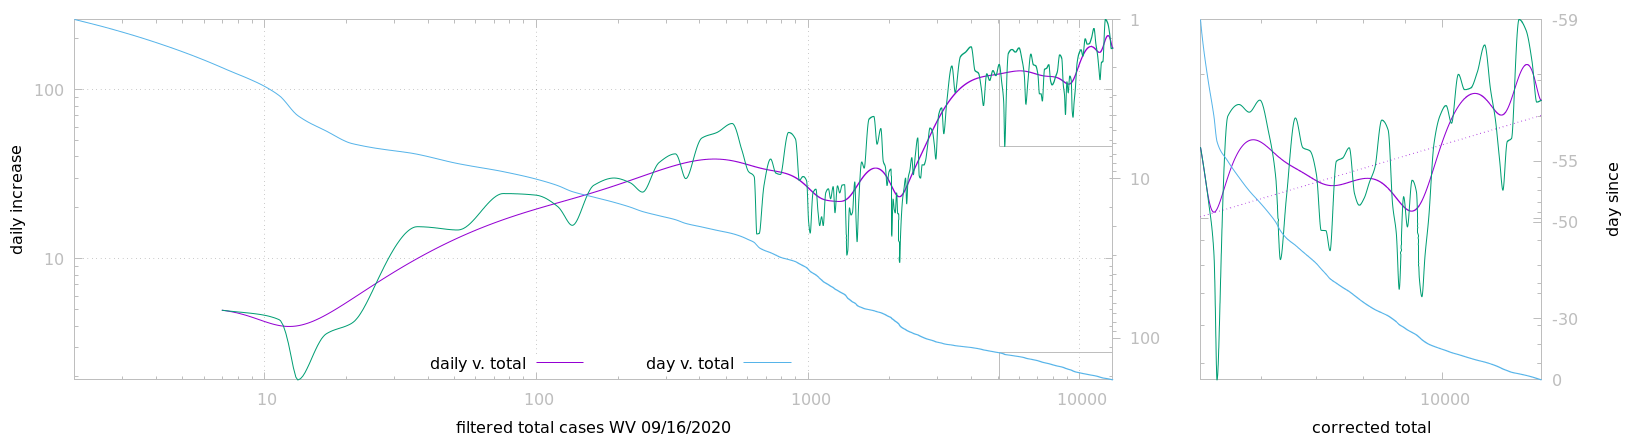 1
-59
100
10
-55
-50
10
-30
100
0
daily increase
day since
daily v. total
day v. total
10
100
1000
10000
10000
filtered total cases WV 09/16/2020
corrected total